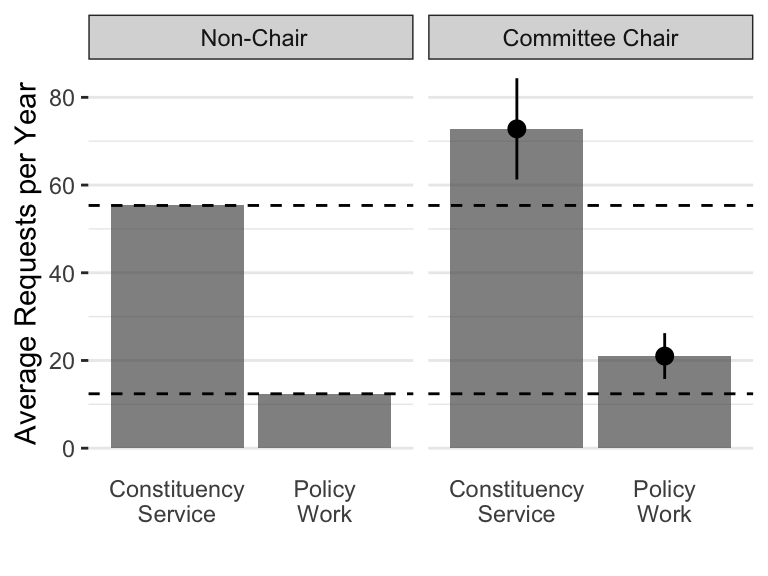 Non-Chair
Committee Chair
Average Requests per Year
80
60
40
20
0
Constituency
Service
Policy
Work
Constituency
Service
Policy
Work